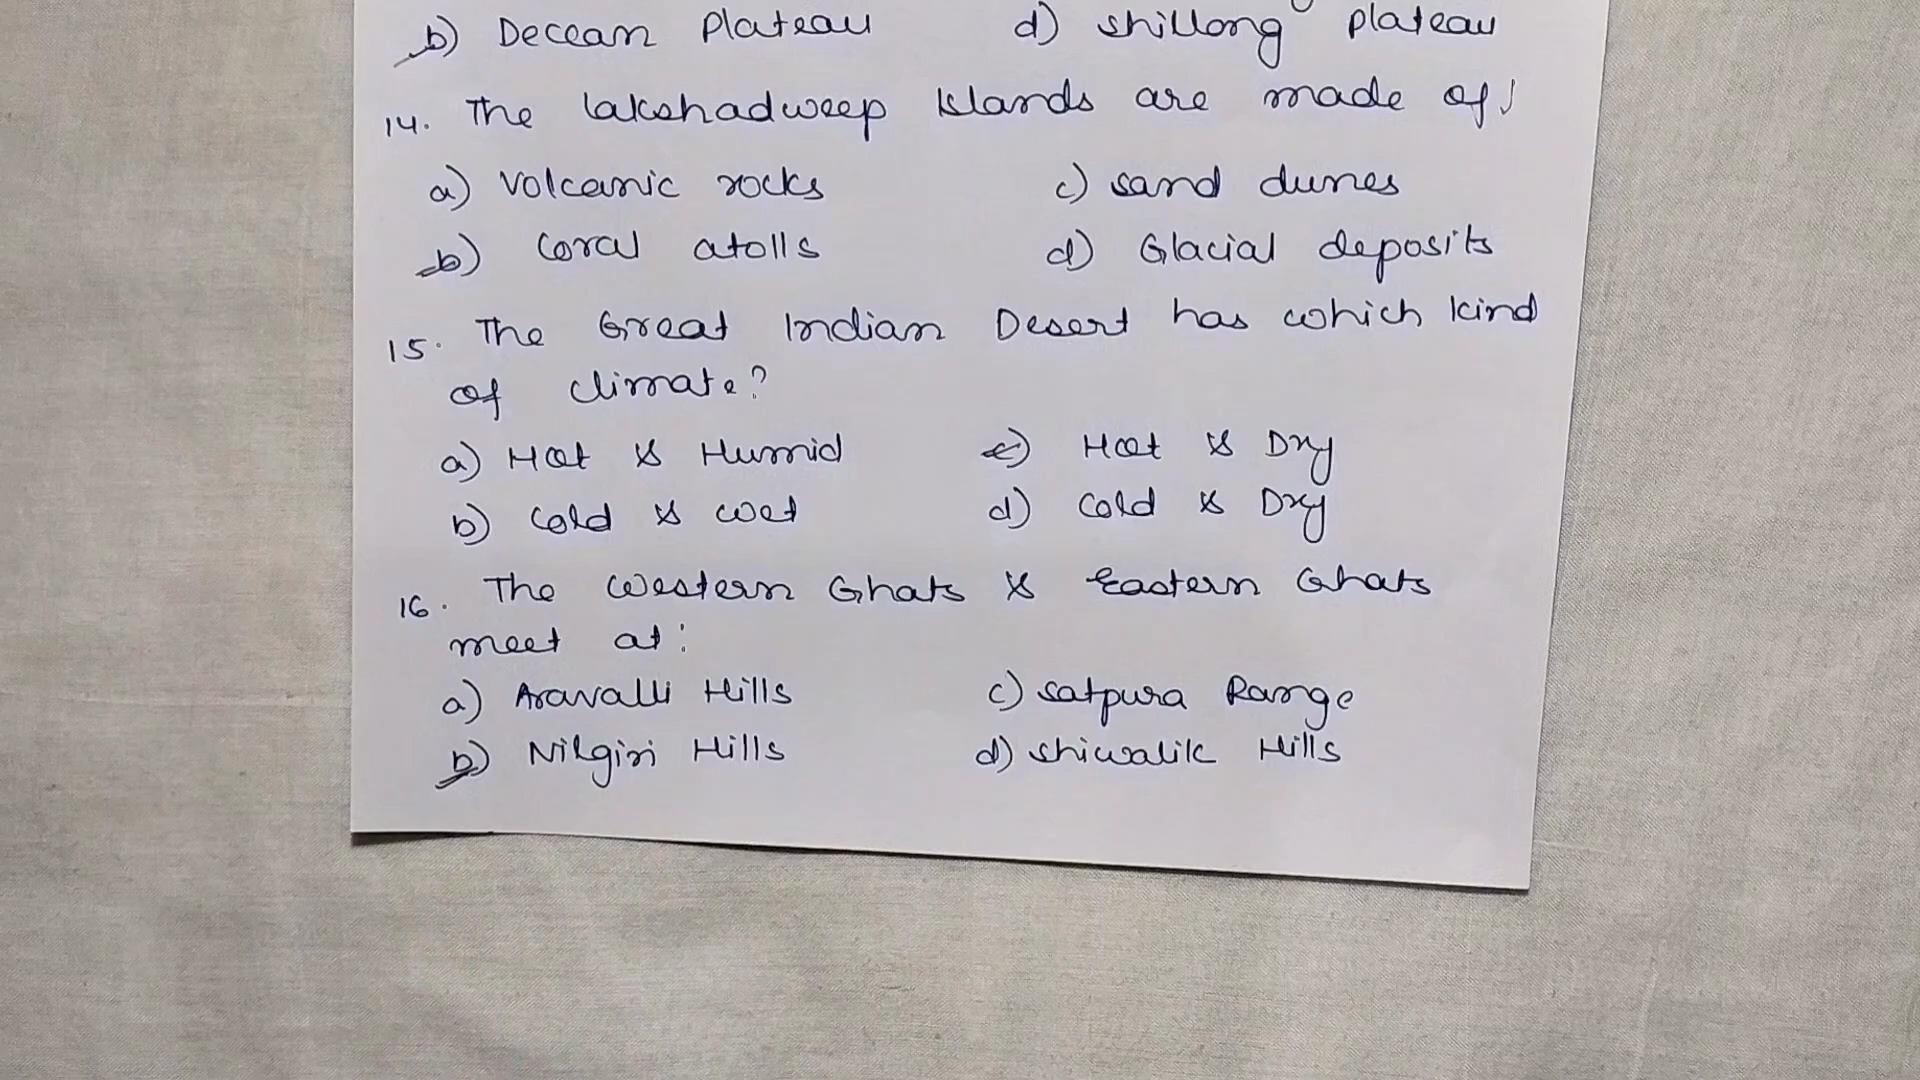 b) Deccan Plateau d) Shillong Plateau
14. The lakshadweep Islands are made of:
a) Volcanic rocks c) sand dunes
b) Coral atolls d) Glacial deposits
15. The Great Indian Desert has which kind
of climate?
a) Hot & Humid c) Hot & Dry
b) Cold & wet d) Cold & Dry
16. The Western Ghats & Eastern Ghats
meet at:
a) Aravalli Hills c) satpura Range
b) Nilgiri Hills d) shiwalik Hills